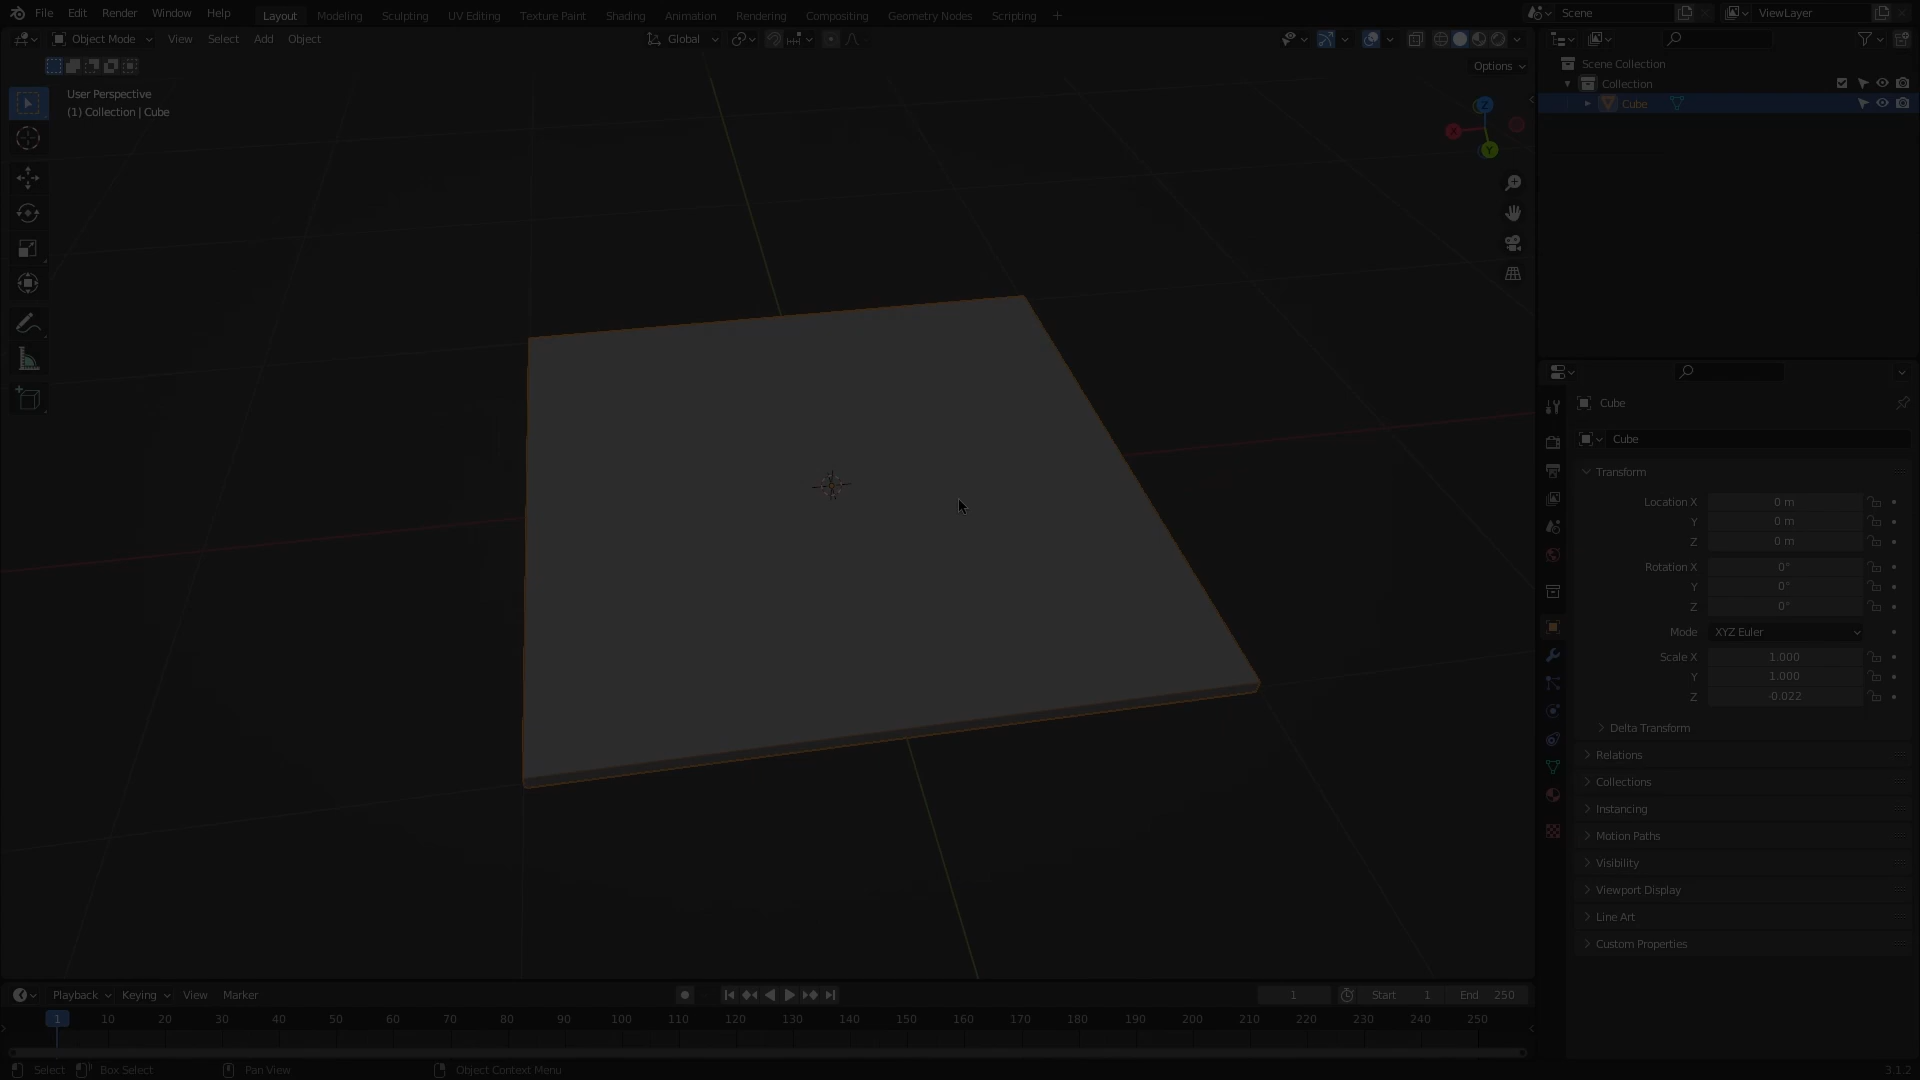 File Edit Render Window Help Layout Modeling Sculpting UV Editing Texture Paint Shading Animation Rendering Compositing Geometry Nodes Scripting + Scene ViewLayer
Object Mode View Select Add Object Global
Options
User Perspective
(1) Collection | Cube
Z
X
Y
Scene Collection
Collection
Cube
Cube
Cube
Transform
Location X 0 m
Y 0 m
Z 0 m
Rotation X 0°
Y 0°
Z 0°
Mode XYZ Euler
Scale X 1.000
Y 1.000
Z -0.022
Delta Transform
Relations
Collections
Instancing
Motion Paths
Visibility
Viewport Display
Line Art
Custom Properties
Playback Keying View Marker 1 Start 1 End 250
1 10 20 30 40 50 60 70 80 90 100 110 120 130 140 150 160 170 180 190 200 210 220 230 240 250
Select Box Select Pan View Object Context Menu 3.1.2